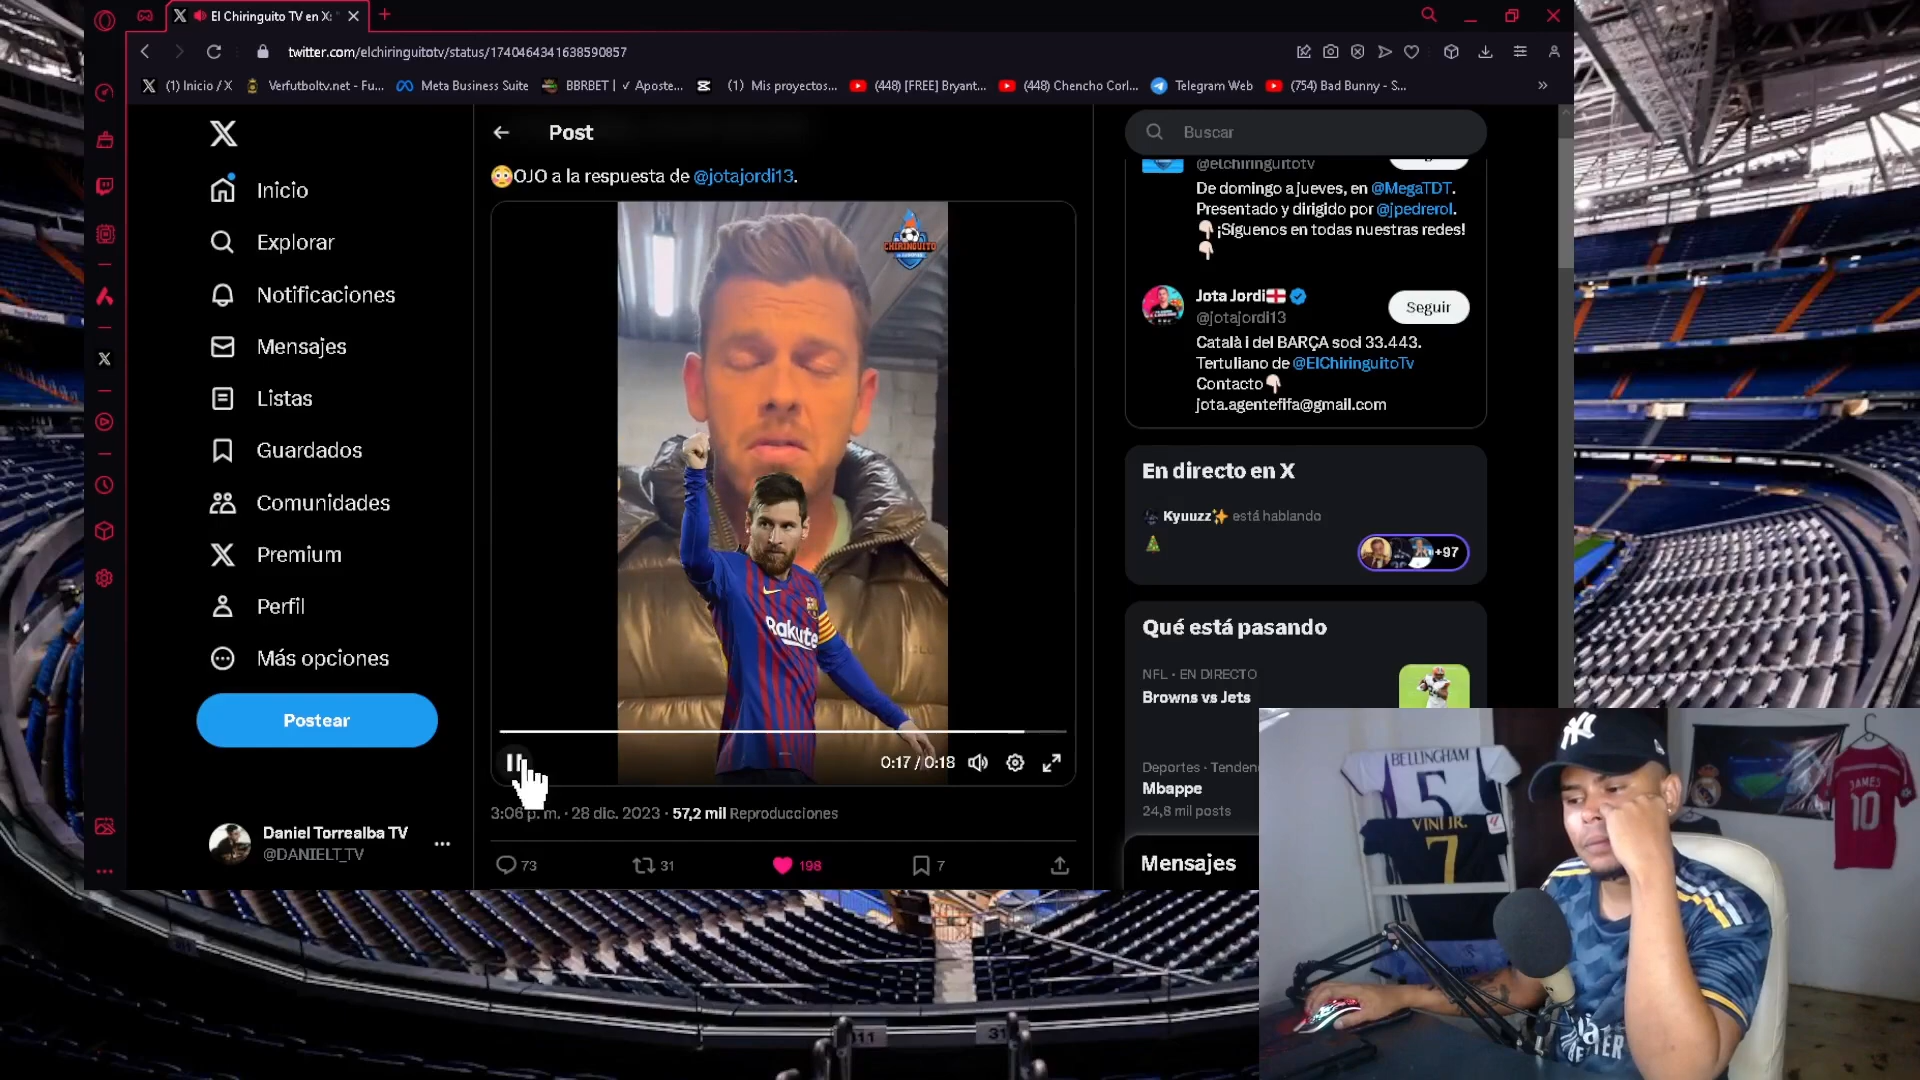 El Chiringuito TV en X:
twitter.com/elchiringuitotv/status/1740464341638590857
(1) Inicio / X
Verfutboltv.net - Fu...
Meta Business Suite
BBRBET | ✓ Aposte...
(1) Mis proyectos...
(448) [FREE] Bryant...
(448) Chencho Corl...
Telegram Web
(754) Bad Bunny - S...
Inicio
Explorar
Notificaciones
Mensajes
Listas
Guardados
Comunidades
Premium
Perfil
Más opciones
Postear
Daniel Torrealba TV
@DANIELT_TV
Post
😳OJO a la respuesta de @jotajordi13.
CHIRINGUITO
Rakute
0:17 / 0:18
3:06 p. m. · 28 dic. 2023 · 57,2 mil Reproducciones
73
31
198
7
Buscar
@elchiringuitotv
De domingo a jueves, en @MegaTDT.
Presentado y dirigido por @jpedrerol.
👇🏻¡Síguenos en todas nuestras redes!
👇🏻
Jota Jordi
@jotajordi13
Seguir
Català i del BARÇA soci 33.443.
Tertuliano de @ElChiringuitoTv
Contacto👇🏻
jota.agentefifa@gmail.com
En directo en X
Kyuuzz✨ está hablando
🎄
+97
Qué está pasando
NFL · EN DIRECTO
Browns vs Jets
Deportes · Tendenc
Mbappe
24,8 mil posts
Mensajes
BELLINGHAM
5
VINI JR.
7
JAMES
10
311
31